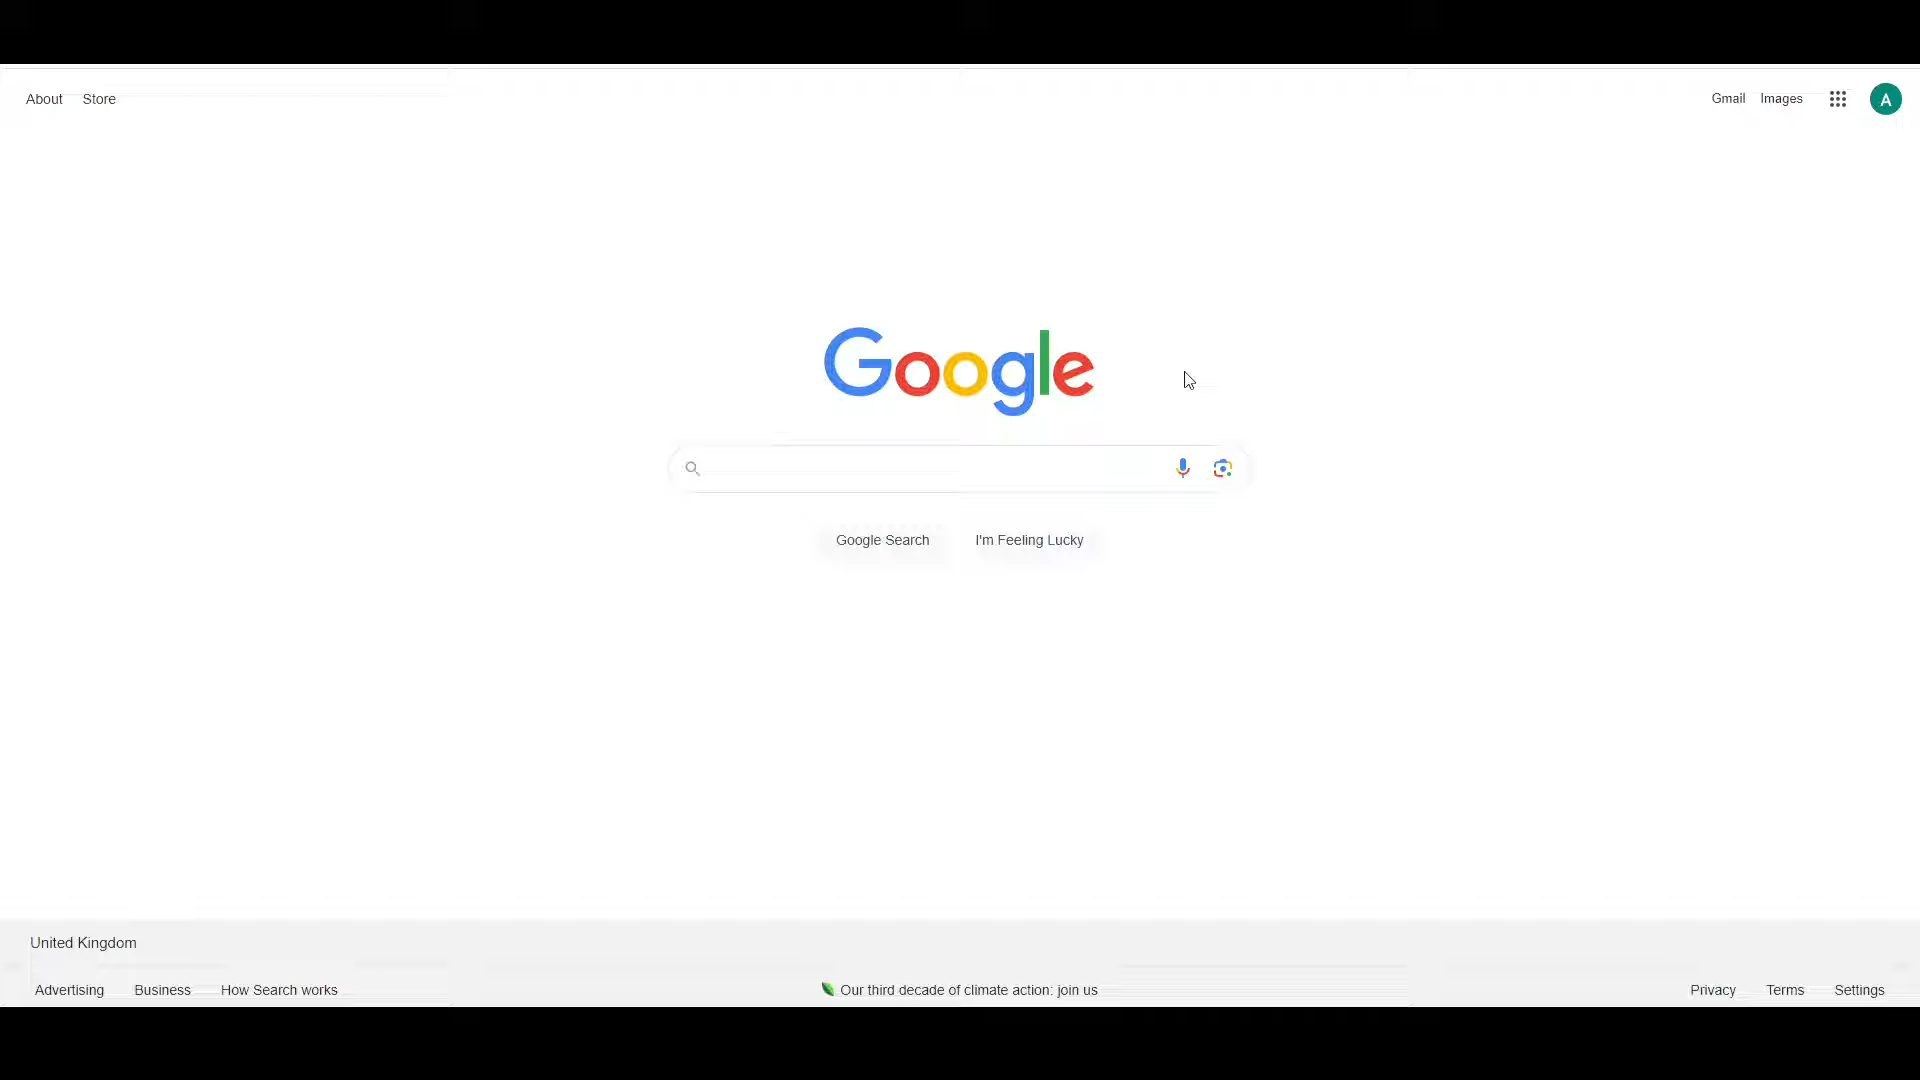 About Store
Gmail Images
A
Google
Google Search I'm Feeling Lucky
United Kingdom
Advertising Business How Search works
Our third decade of climate action: join us
Privacy Terms Settings